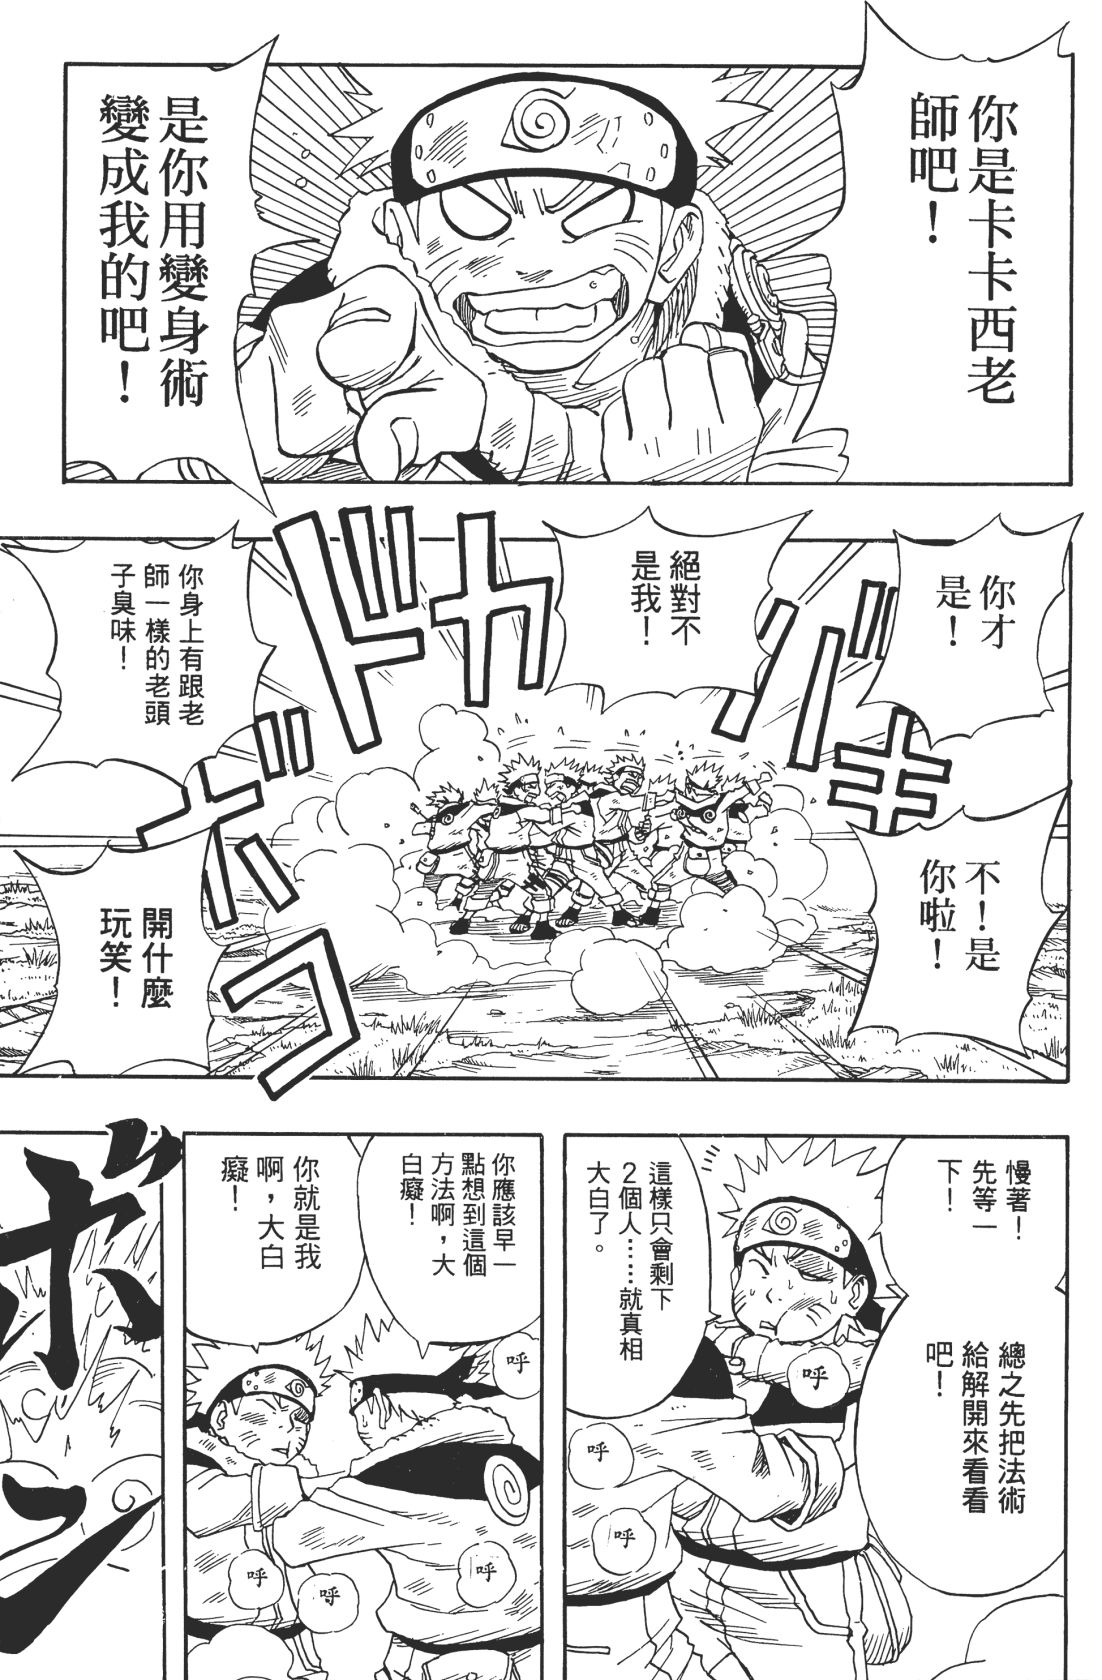 你是卡卡西老
師吧！
是你用變身術
變成我的吧！
你才
是！
絕對不
是我！
你身上有跟老
師一樣的老頭
子臭味！
不！是
你啦！
開什麼
玩笑！
バキ
ドカ
ドゴ
慢著！
先等一
下！
總之先把法術
給解開來看看
吧！
這樣只會剩下
２個人……就真相
大白了。
呼
呼
呼
你應該早一
點想到這個
方法啊，大
白癡！
你就是我
啊，大白
癡！
呼
呼
呼
呼
ボン